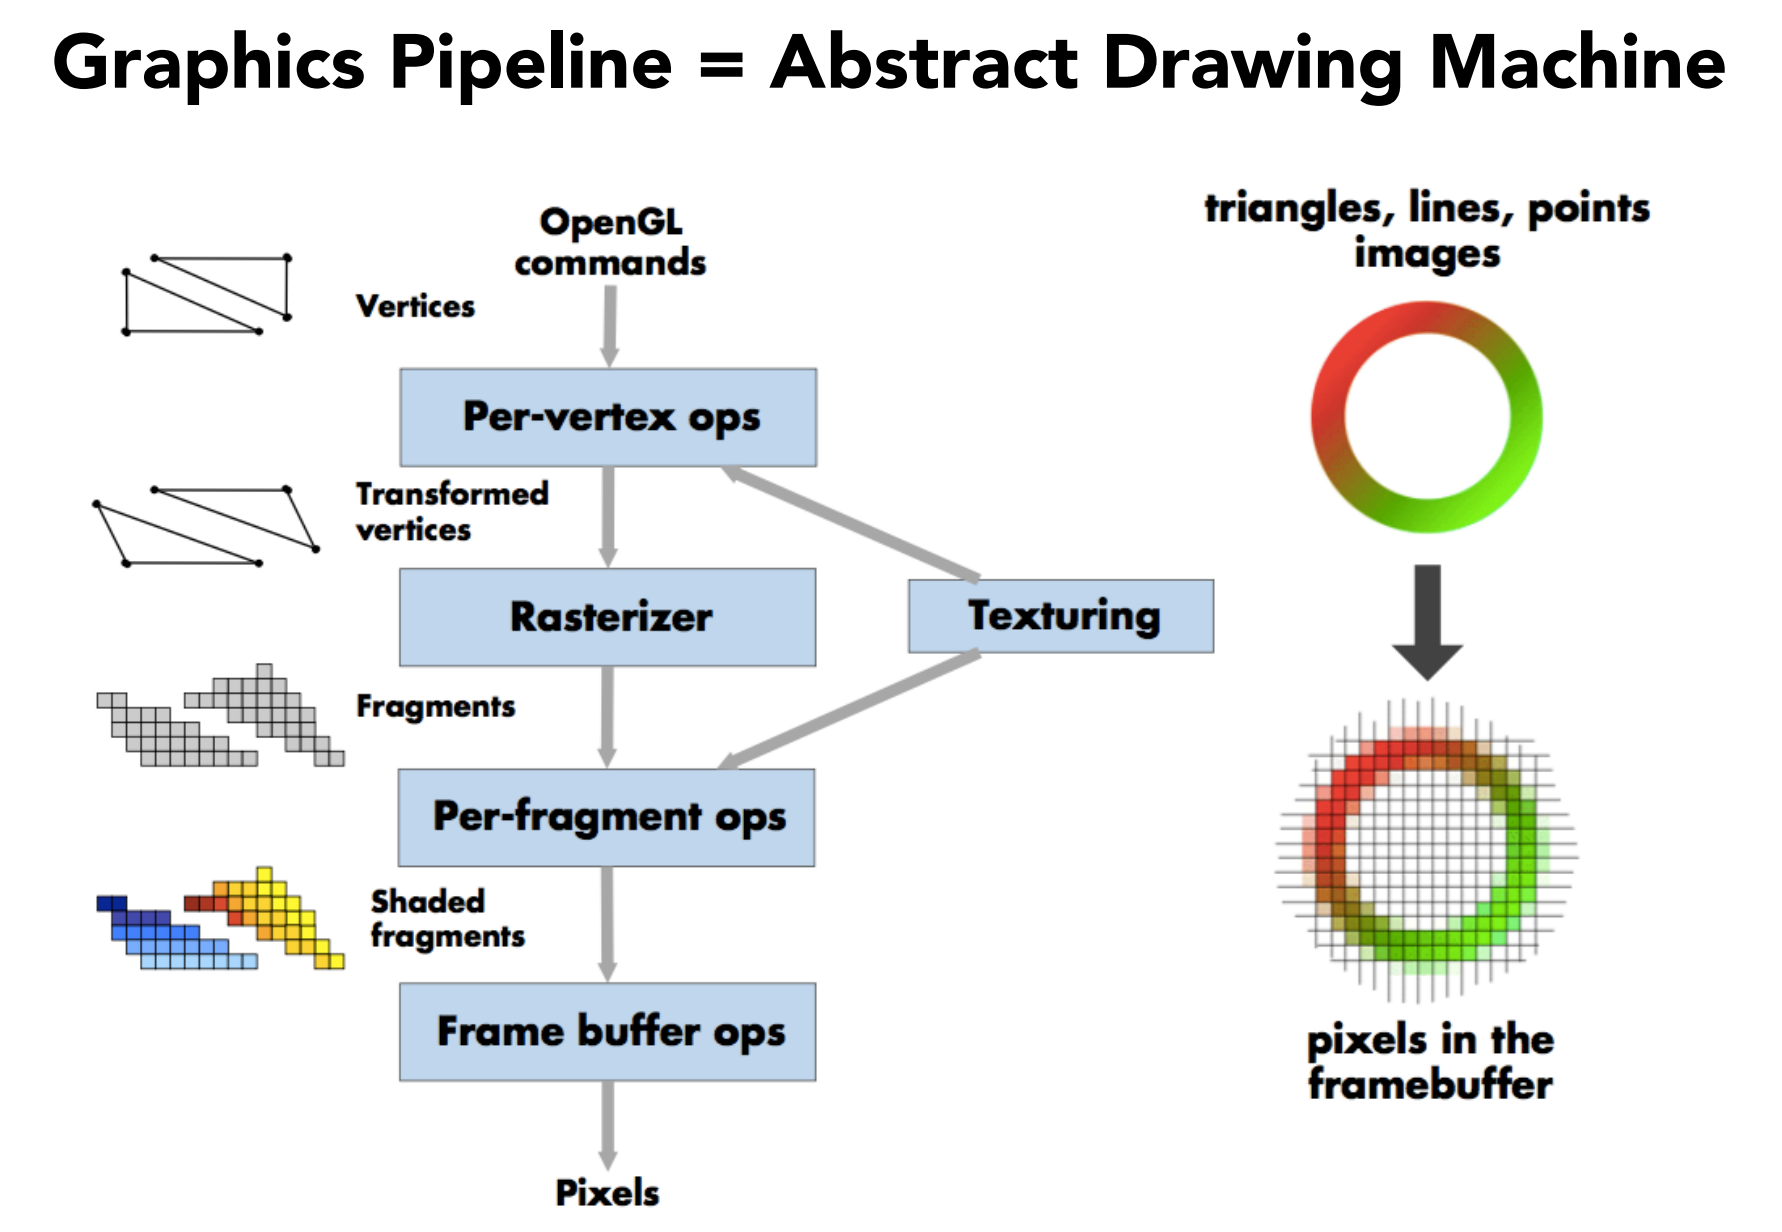 Graphics Pipeline = Abstract Drawing Machine
OpenGL
commands
Vertices
Per-vertex ops
Transformed
vertices
Rasterizer
Texturing
Fragments
Per-fragment ops
Shaded
fragments
Frame buffer ops
Pixels
triangles, lines, points
images
pixels in the
framebuffer